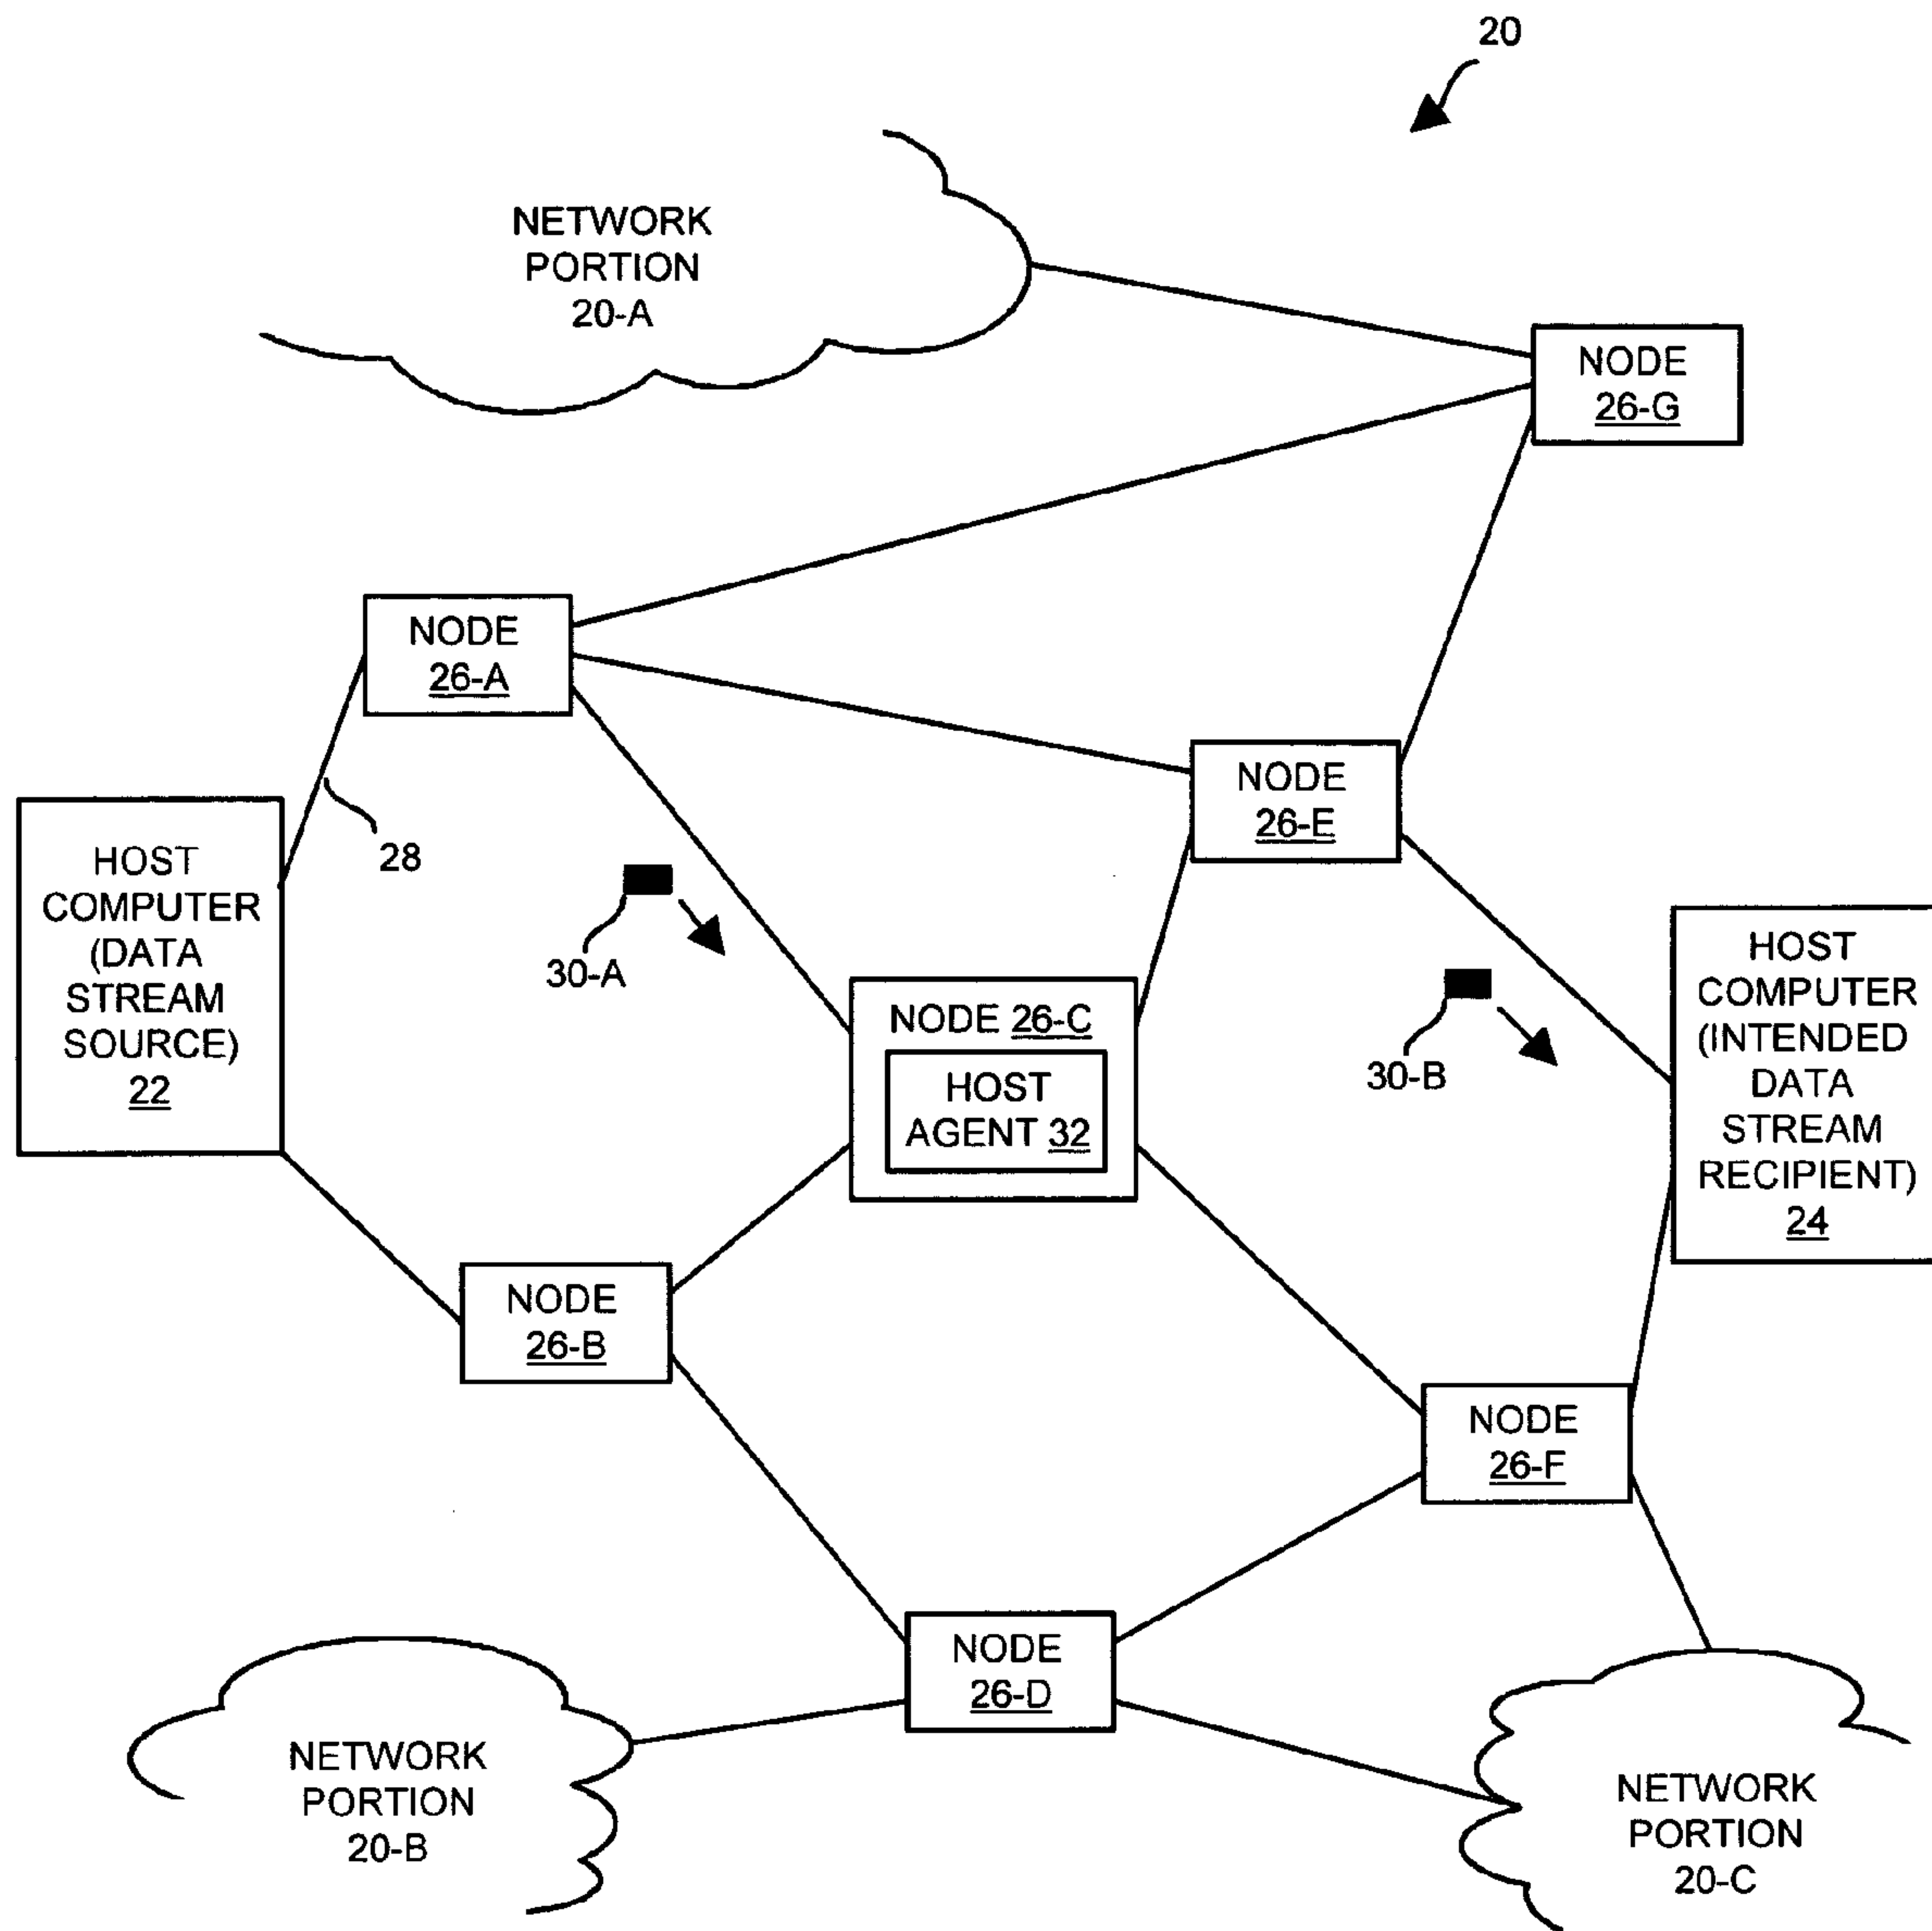 20
NETWORK
PORTION
20-A
NODE
26-G
NODE
26-A
NODE
26-E
28
HOST
COMPUTER
(DATA
STREAM
SOURCE)
22
30-A
HOST
COMPUTER
(INTENDED
DATA
STREAM
RECIPIENT)
24
30-B
NODE 26-C
HOST
AGENT 32
NODE
26-B
NODE
26-F
NODE
26-D
NETWORK
PORTION
20-B
NETWORK
PORTION
20-C